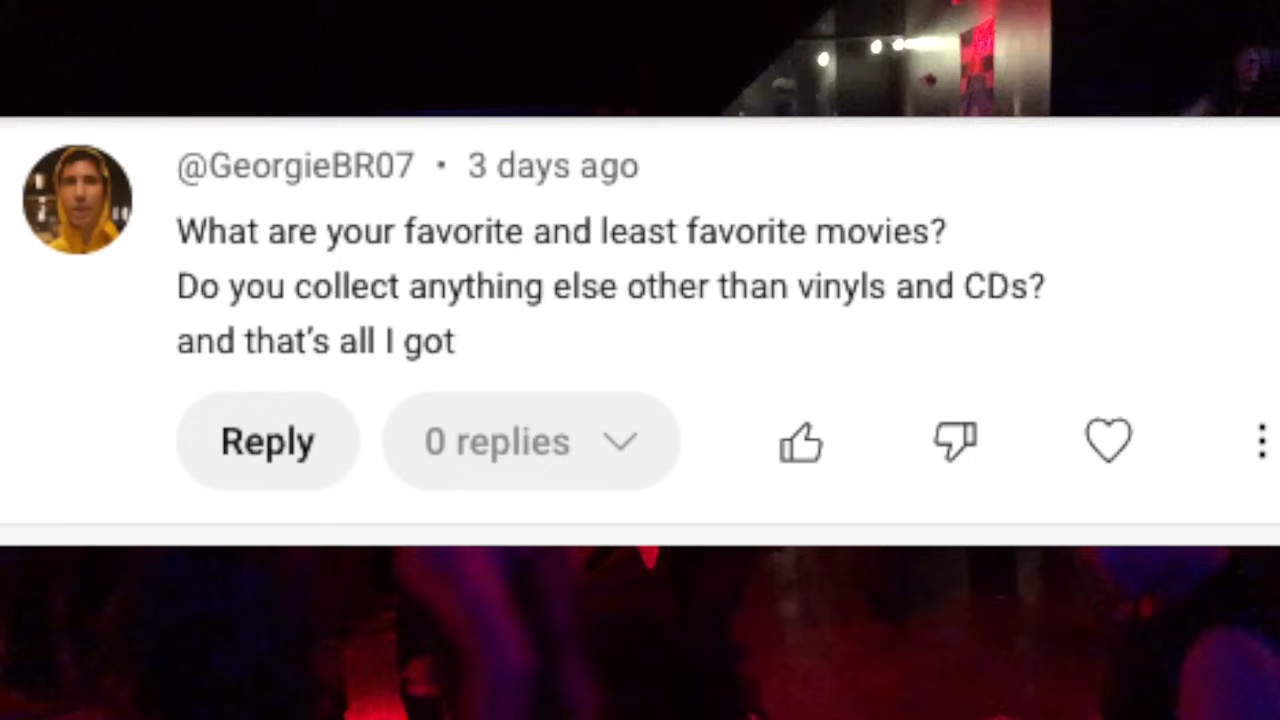 @GeorgieBR07 • 3 days ago
What are your favorite and least favorite movies?
Do you collect anything else other than vinyls and CDs?
and that's all I got
Reply 0 replies